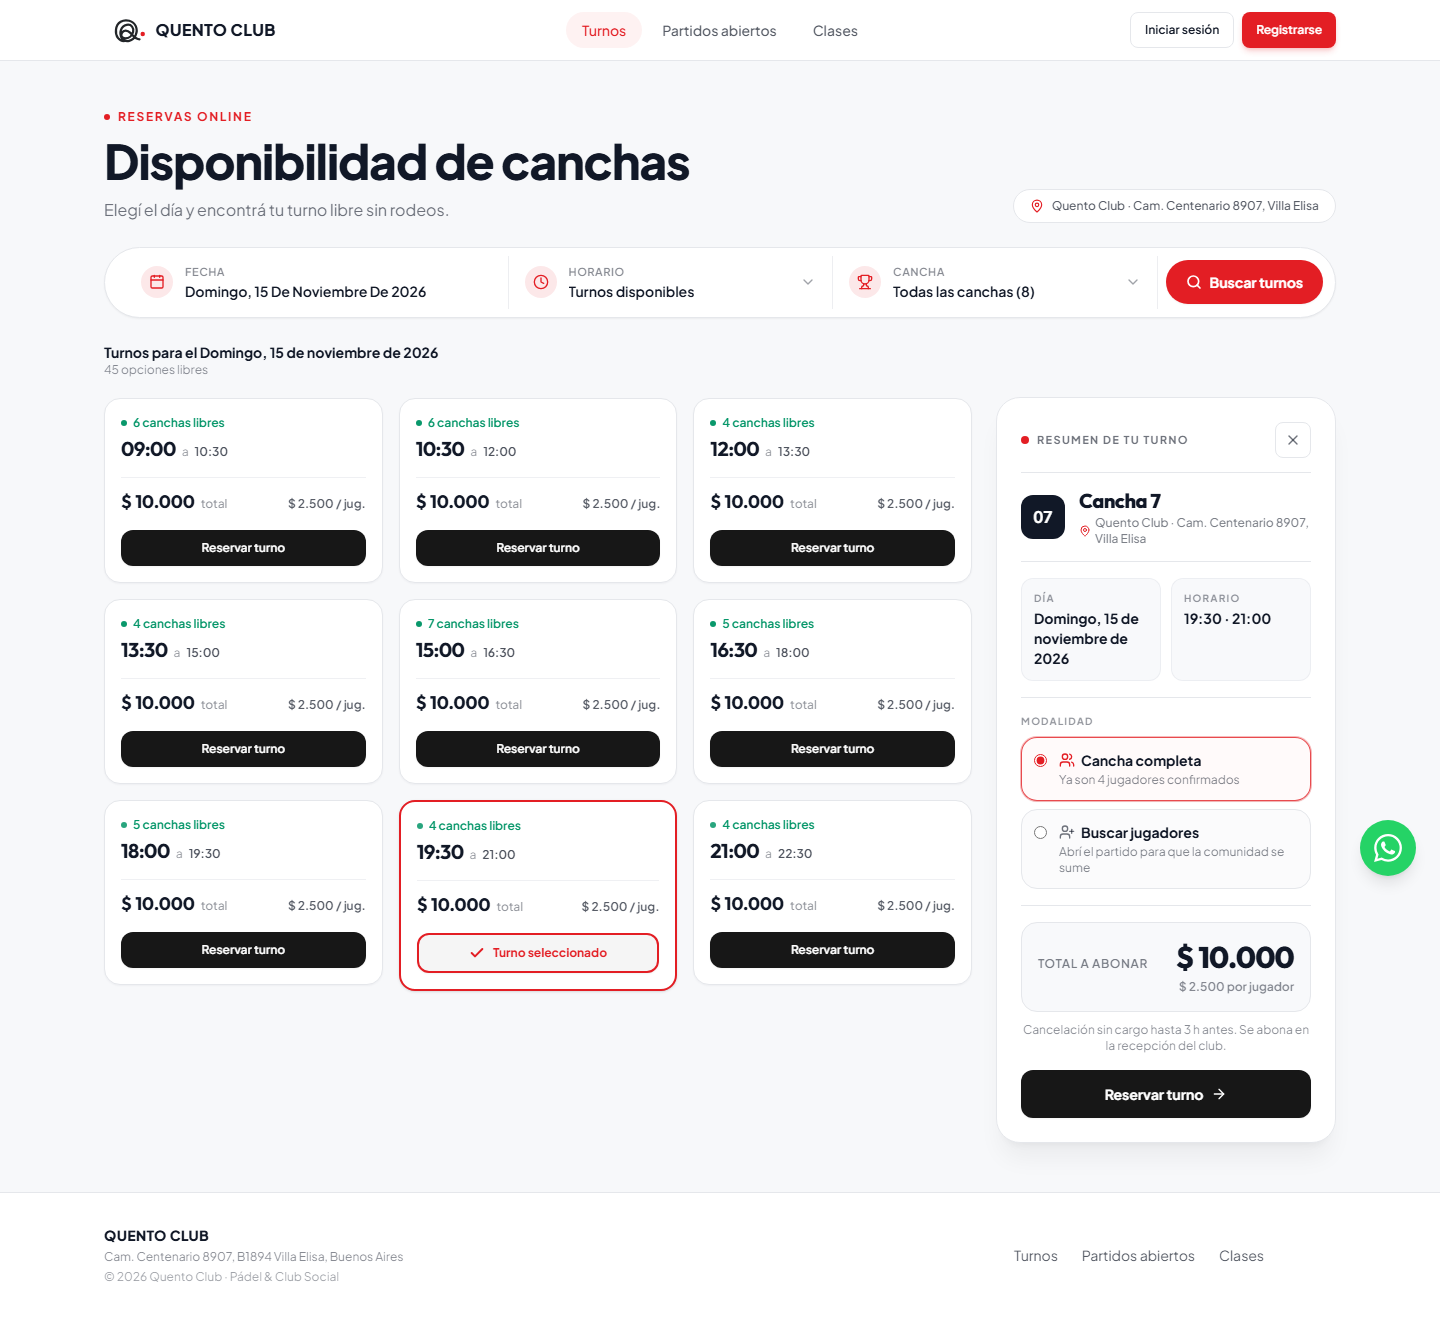 QUENTO CLUB
Turnos
Partidos abiertos
Clases
Iniciar sesión
Registrarse
RESERVAS ONLINE
Disponibilidad de canchas
Elegí el día y encontrá tu turno libre sin rodeos.
Quento Club · Cam. Centenario 8907, Villa Elisa
FECHA
Domingo, 15 De Noviembre De 2026
HORARIO
Turnos disponibles
CANCHA
Todas las canchas (8)
Buscar turnos
Turnos para el Domingo, 15 de noviembre de 2026
45 opciones libres
6 canchas libres
09:00 a 10:30
$ 10.000 total $ 2.500 / jug.
Reservar turno
6 canchas libres
10:30 a 12:00
$ 10.000 total $ 2.500 / jug.
Reservar turno
4 canchas libres
12:00 a 13:30
$ 10.000 total $ 2.500 / jug.
Reservar turno
4 canchas libres
13:30 a 15:00
$ 10.000 total $ 2.500 / jug.
Reservar turno
7 canchas libres
15:00 a 16:30
$ 10.000 total $ 2.500 / jug.
Reservar turno
5 canchas libres
16:30 a 18:00
$ 10.000 total $ 2.500 / jug.
Reservar turno
5 canchas libres
18:00 a 19:30
$ 10.000 total $ 2.500 / jug.
Reservar turno
4 canchas libres
19:30 a 21:00
$ 10.000 total $ 2.500 / jug.
Turno seleccionado
4 canchas libres
21:00 a 22:30
$ 10.000 total $ 2.500 / jug.
Reservar turno
RESUMEN DE TU TURNO
07
Cancha 7
Quento Club · Cam. Centenario 8907,
Villa Elisa
DÍA
Domingo, 15 de
noviembre de
2026
HORARIO
19:30 · 21:00
MODALIDAD
Cancha completa
Ya son 4 jugadores confirmados
Buscar jugadores
Abrí el partido para que la comunidad se
sume
TOTAL A ABONAR
$ 10.000
$ 2.500 por jugador
Cancelación sin cargo hasta 3 h antes. Se abona en
la recepción del club.
Reservar turno
QUENTO CLUB
Cam. Centenario 8907, B1894 Villa Elisa, Buenos Aires
© 2026 Quento Club · Pádel & Club Social
Turnos
Partidos abiertos
Clases